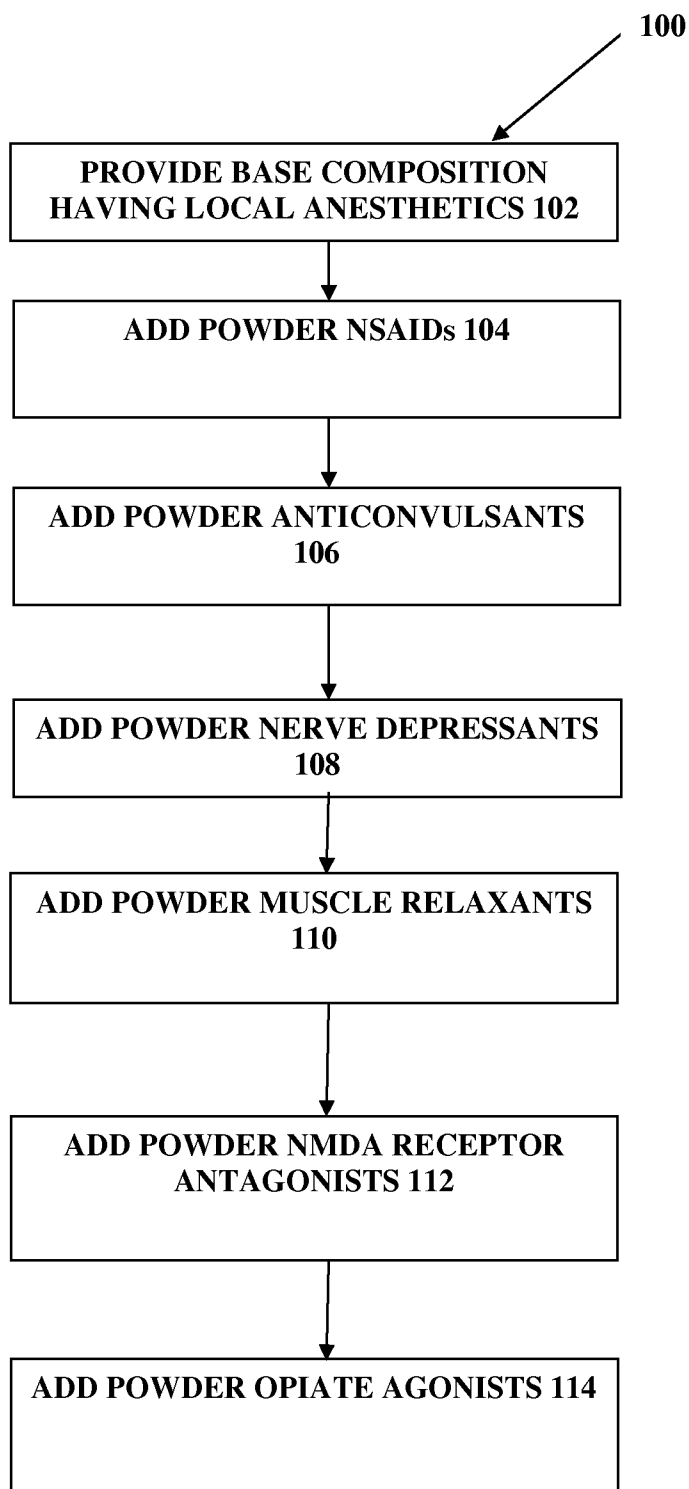 100
PROVIDE BASE COMPOSITION
HAVING LOCAL ANESTHETICS 102
ADD POWDER NSAIDs 104
ADD POWDER ANTICONVULSANTS
106
ADD POWDER NERVE DEPRESSANTS
108
ADD POWDER MUSCLE RELAXANTS
110
ADD POWDER NMDA RECEPTOR
ANTAGONISTS 112
ADD POWDER OPIATE AGONISTS 114